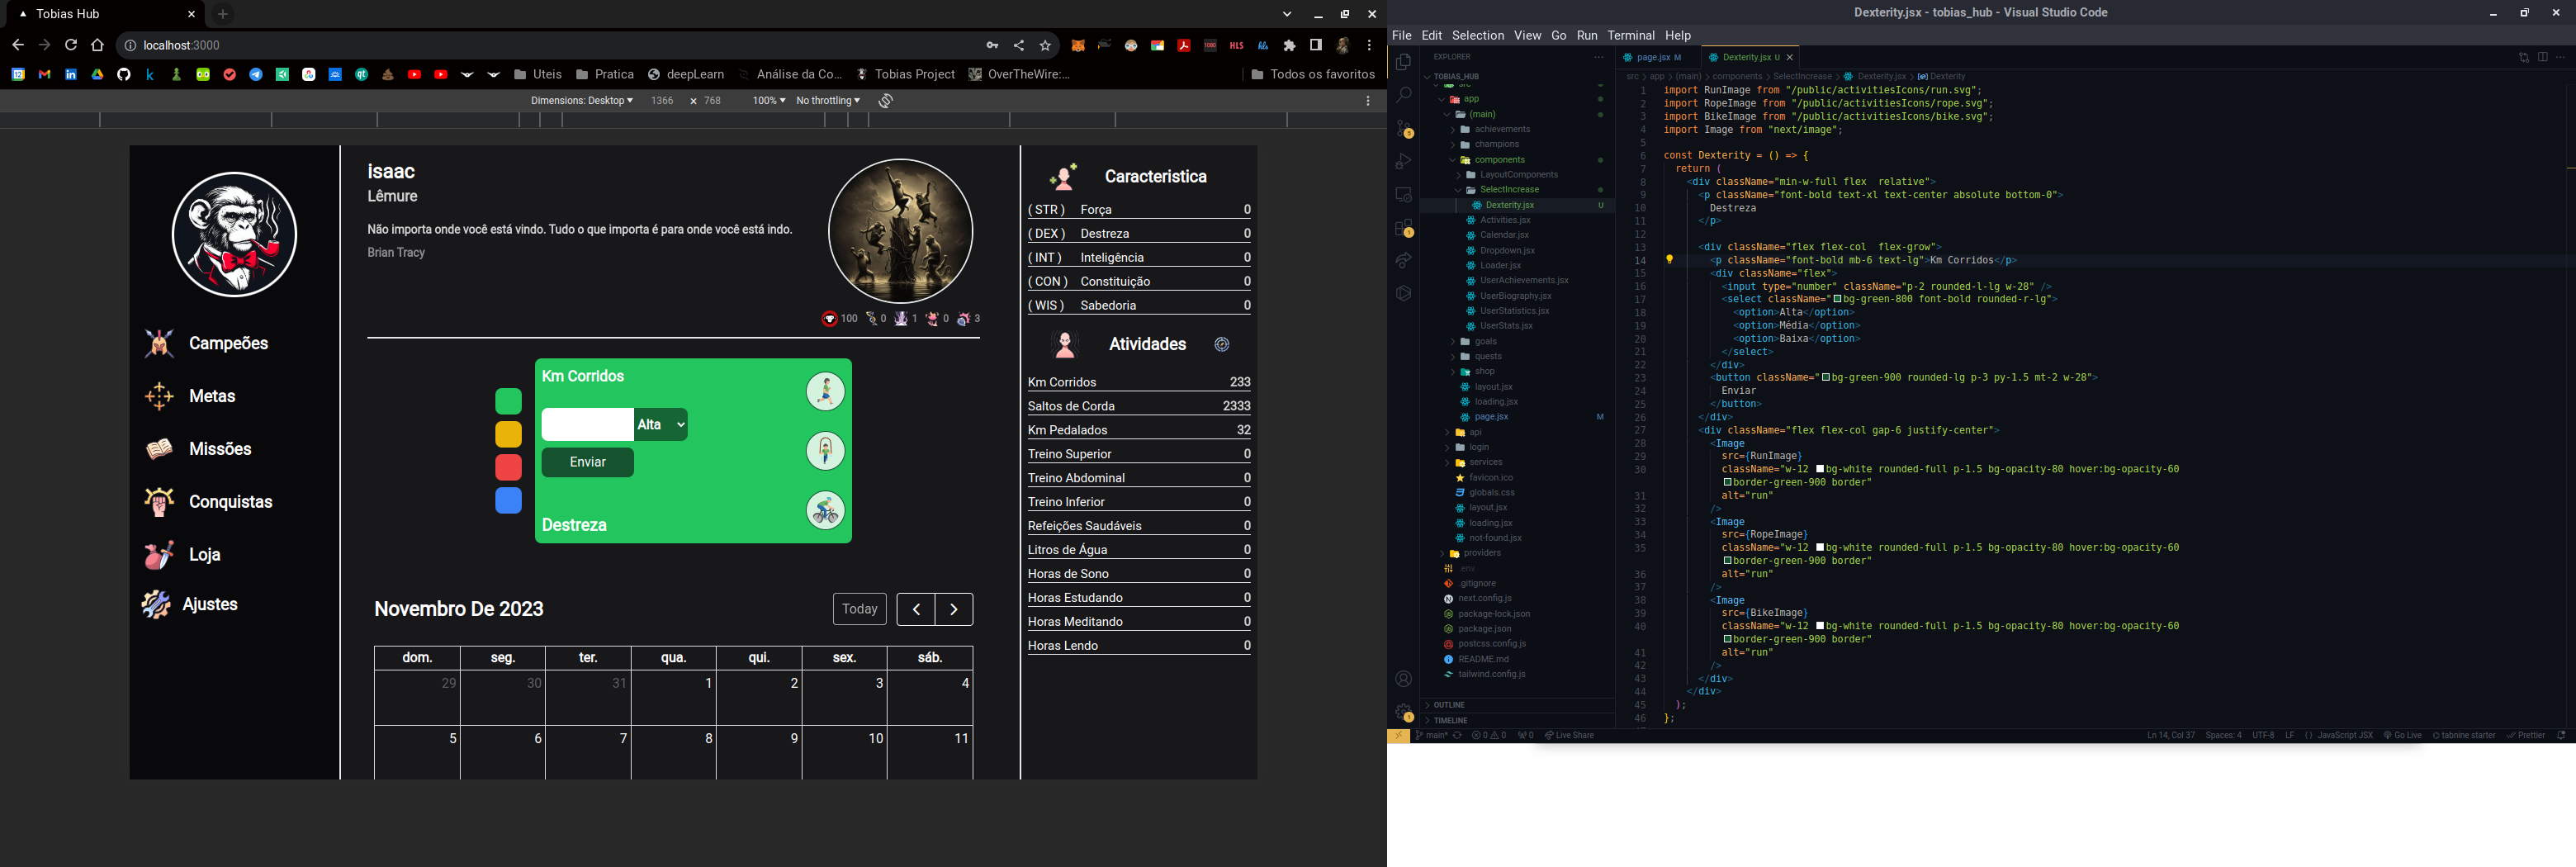 Tobias Hub
localhost:3000
Uteis
Pratica
deepLearn
Análise da Co...
Tobias Project
OverTheWire:...
Todos os favoritos
Dimensions: Desktop
1366
×
768
100%
No throttling
isaac
Lêmure
Não importa onde você está vindo. Tudo o que importa é para onde você está indo.
Brian Tracy
100
0
1
0
3
Campeões
Metas
Missões
Conquistas
Loja
Ajustes
Km Corridos
Alta
Enviar
Destreza
Novembro De 2023
Today
dom. seg. ter. qua. qui. sex. sáb.
29 30 31 1 2 3 4
5 6 7 8 9 10 11
Caracteristica
( STR ) Força 0
( DEX ) Destreza 0
( INT ) Inteligência 0
( CON ) Constituição 0
( WIS ) Sabedoria 0
Atividades
Km Corridos 233
Saltos de Corda 2333
Km Pedalados 32
Treino Superior 0
Treino Abdominal 0
Treino Inferior 0
Refeições Saudáveis 0
Litros de Água 0
Horas de Sono 0
Horas Estudando 0
Horas Meditando 0
Horas Lendo 0
Dexterity.jsx - tobias_hub - Visual Studio Code
File Edit Selection View Go Run Terminal Help
EXPLORER
TOBIAS_HUB
src
app
(main)
achievements
champions
components
LayoutComponents
SelectIncrease
Dexterity.jsx U
Activities.jsx
Calendar.jsx
Dropdown.jsx
Loader.jsx
UserAchievements.jsx
UserBiography.jsx
UserStatistics.jsx
UserStats.jsx
goals
quests
shop
layout.jsx
loading.jsx
page.jsx M
api
login
services
favicon.ico
globals.css
layout.jsx
loading.jsx
not-found.jsx
providers
.env
.gitignore
next.config.js
package-lock.json
package.json
postcss.config.js
README.md
tailwind.config.js
OUTLINE
TIMELINE
page.jsx M
Dexterity.jsx U
src > app > (main) > components > SelectIncrease > Dexterity.jsx > Dexterity
1 import RunImage from "/public/activitiesIcons/run.svg";
2 import RopeImage from "/public/activitiesIcons/rope.svg";
3 import BikeImage from "/public/activitiesIcons/bike.svg";
4 import Image from "next/image";
5
6 const Dexterity = () => {
7 return (
8 <div className="min-w-full flex  relative">
9 <p className="font-bold text-xl text-center absolute bottom-0">
10 Destreza
11 </p>
12
13 <div className="flex flex-col  flex-grow">
14 <p className="font-bold mb-6 text-lg">Km Corridos</p>
15 <div className="flex">
16 <input type="number" className="p-2 rounded-l-lg w-28" />
17 <select className="bg-green-800 font-bold rounded-r-lg">
18 <option>Alta</option>
19 <option>Média</option>
20 <option>Baixa</option>
21 </select>
22 </div>
23 <button className="bg-green-900 rounded-lg p-3 py-1.5 mt-2 w-28">
24 Enviar
25 </button>
26 </div>
27 <div className="flex flex-col gap-6 justify-center">
28 <Image
29 src={RunImage}
30 className="w-12 bg-white rounded-full p-1.5 bg-opacity-80 hover:bg-opacity-60
border-green-900 border"
31 alt="run"
32 />
33 <Image
34 src={RopeImage}
35 className="w-12 bg-white rounded-full p-1.5 bg-opacity-80 hover:bg-opacity-60
border-green-900 border"
36 alt="run"
37 />
38 <Image
39 src={BikeImage}
40 className="w-12 bg-white rounded-full p-1.5 bg-opacity-80 hover:bg-opacity-60
border-green-900 border"
41 alt="run"
42 />
43 </div>
44 </div>
45 );
46 };
main* 0 0 0 Live Share
Ln 14, Col 37 Spaces: 4 UTF-8 LF JavaScript JSX Go Live tabnine starter Prettier